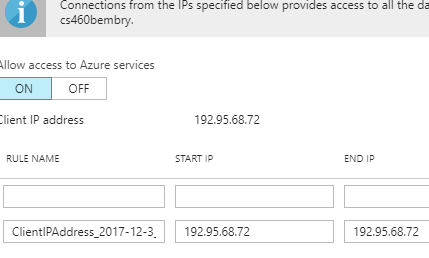 Connections from the IPs specified below provides access to all the da
cs460bembry.
Allow access to Azure services
ON OFF
Client IP address 192.95.68.72
RULE NAME START IP END IP
ClientIPAddress_2017-12-3_ 192.95.68.72 192.95.68.72